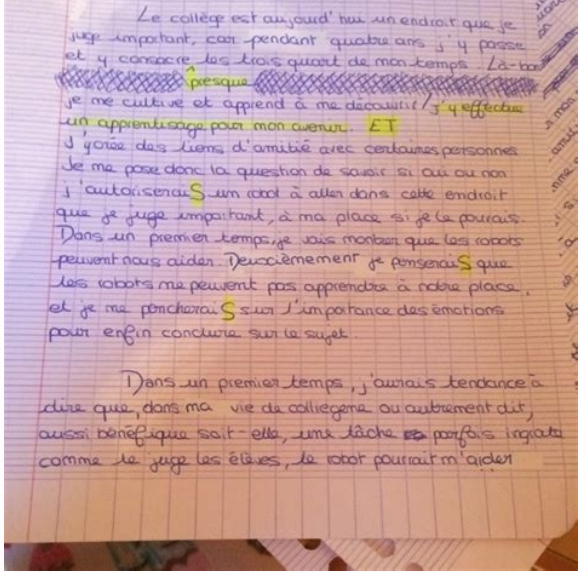 Le collège est aujourd'hui un endroit que je
juge important, car pendant quatre ans j'y passe
et y consacre les trois quart de mon temps. Là-bas
presque
je me cultive et apprend à me découvrir/j'y effectue
un apprentisage pour mon avenir. ET
J'y crée des liens d'amitié avec certaines personnes
Je me pose donc la question de savoir si oui ou non
j'autoriseraiS un robot à aller dans cette endroit
que je juge important, à ma place si je le pouvais.
Dans un premier temps, je vais montrer que les robots
peuvent nous aider. Deuxièmement je penseraiS que
les robots ne peuvent pas apprendre à notre place.
et je me pencheraiS sur l'importance des émotions
pour enfin conclure sur le sujet.
Dans un premier temps, j'aurais tendance à
dire que, dans ma vie de collégienne ou autrement dit,
aussi bénéfique soit-elle, une tâche parfois ingrate
comme le juge les élèves, le robot pourrait m'aider